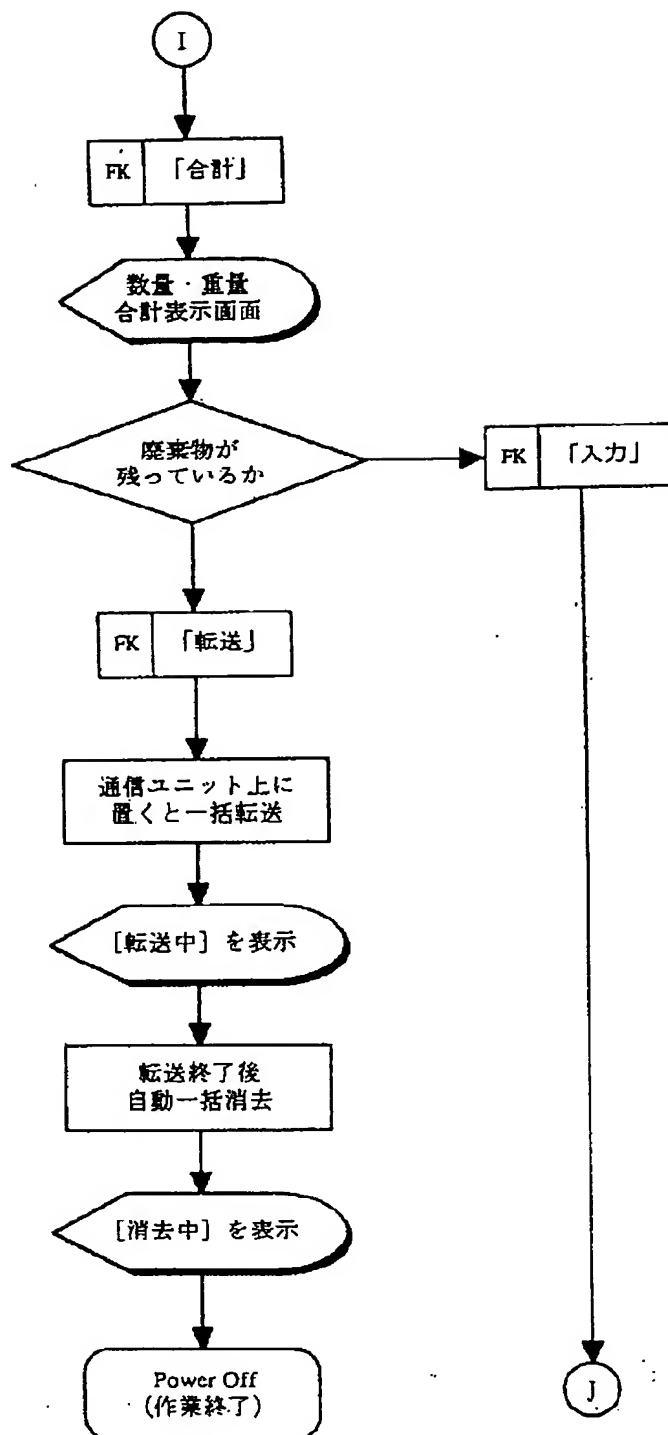 I
FK 「合計」
数量・重量
合計表示画面
廃棄物が
残っているか
FK 「入力」
FK 「転送」
通信ユニット上に
置くと一括転送
[転送中] を表示
転送終了後
自動一括消去
[消去中] を表示
Power Off
(作業終了)
J